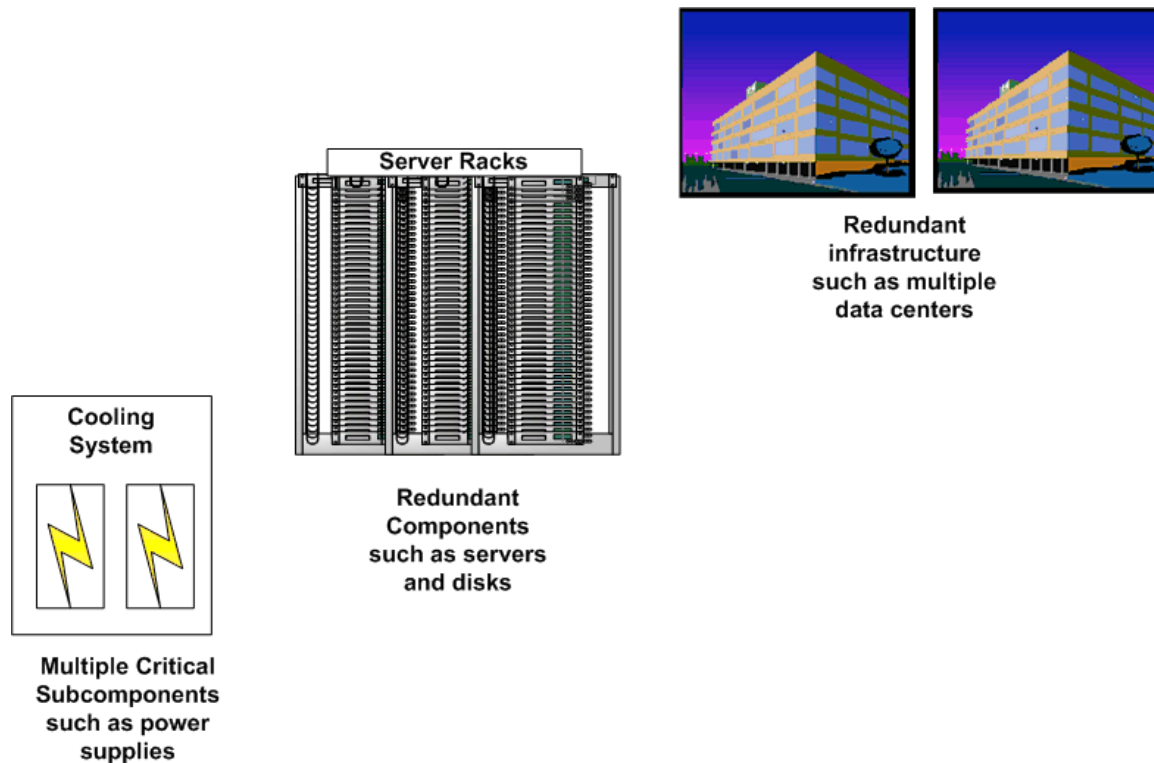 Server Racks
Redundant
infrastructure
such as multiple
data centers
Cooling
System
Redundant
Components
such as servers
and disks
Multiple Critical
Subcomponents
such as power
supplies